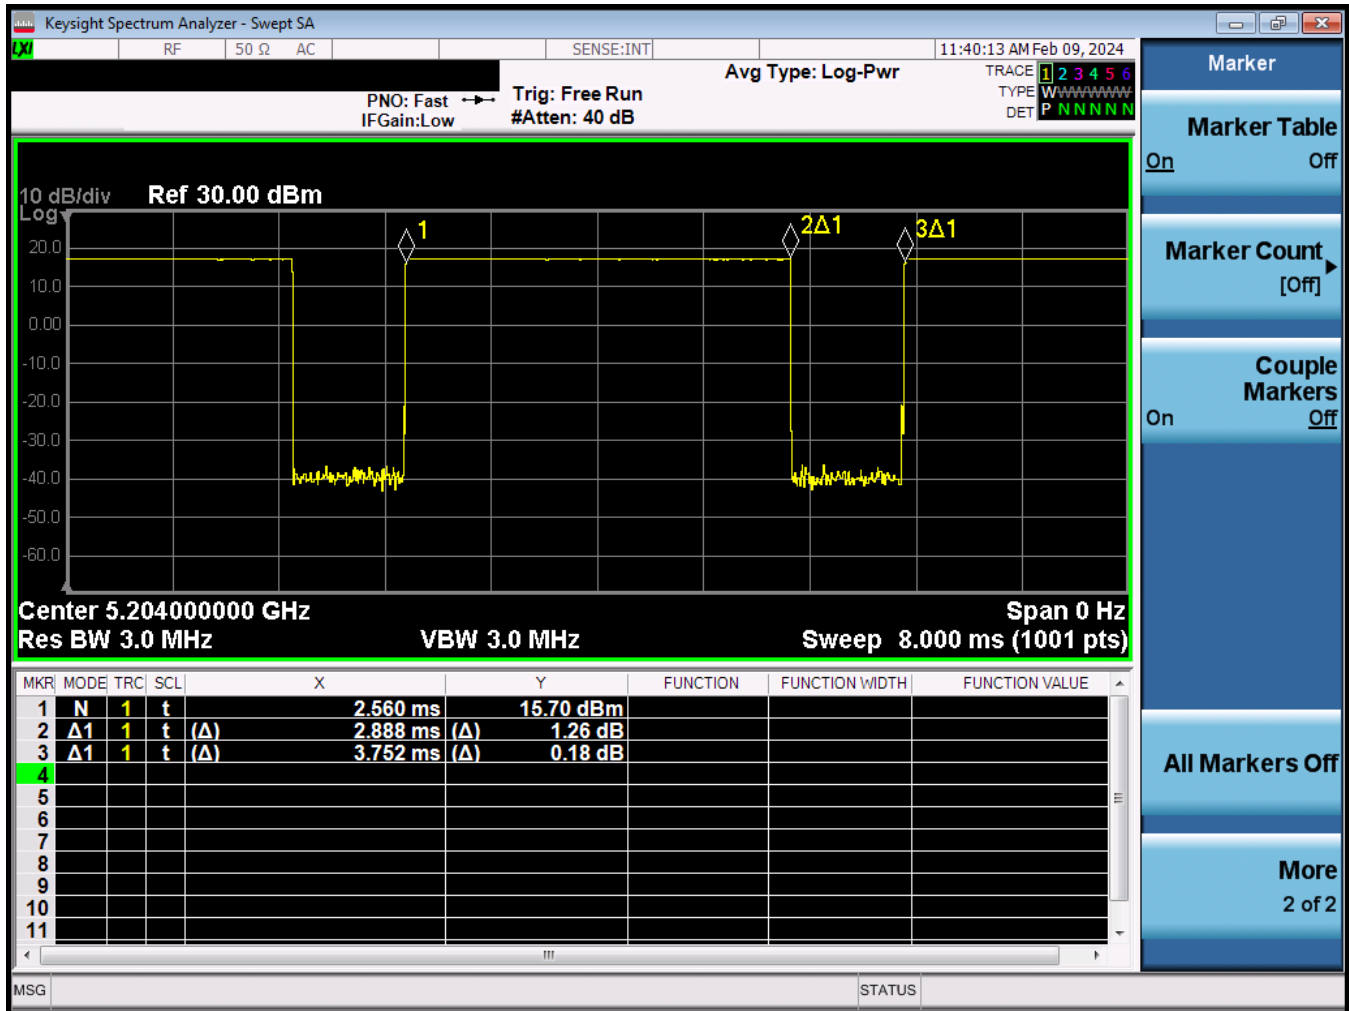 Keysight Spectrum Analyzer - Swept SA
LXI RF 50 Ω AC SENSE:INT 11:40:13 AM Feb 09, 2024
Avg Type: Log-Pwr
TRACE 1 2 3 4 5 6
TYPE WWWWWW
DET P N N N N N
PNO: Fast
IFGain:Low
Trig: Free Run
#Atten: 40 dB
10 dB/div Ref 30.00 dBm
Log
1 2Δ1 3Δ1
20.0
10.0
0.00
-10.0
-20.0
-30.0
-40.0
-50.0
-60.0
Center 5.204000000 GHz Span 0 Hz
Res BW 3.0 MHz VBW 3.0 MHz Sweep 8.000 ms (1001 pts)
MKR MODE TRC SCL X Y FUNCTION FUNCTION WIDTH FUNCTION VALUE
1 N 1 t 2.560 ms 15.70 dBm
2 Δ1 1 t (Δ) 2.888 ms (Δ) 1.26 dB
3 Δ1 1 t (Δ) 3.752 ms (Δ) 0.18 dB
4
5
6
7
8
9
10
11
MSG STATUS
Marker
Marker Table
On Off
Marker Count
[Off]
Couple
Markers
On Off
All Markers Off
More
2 of 2